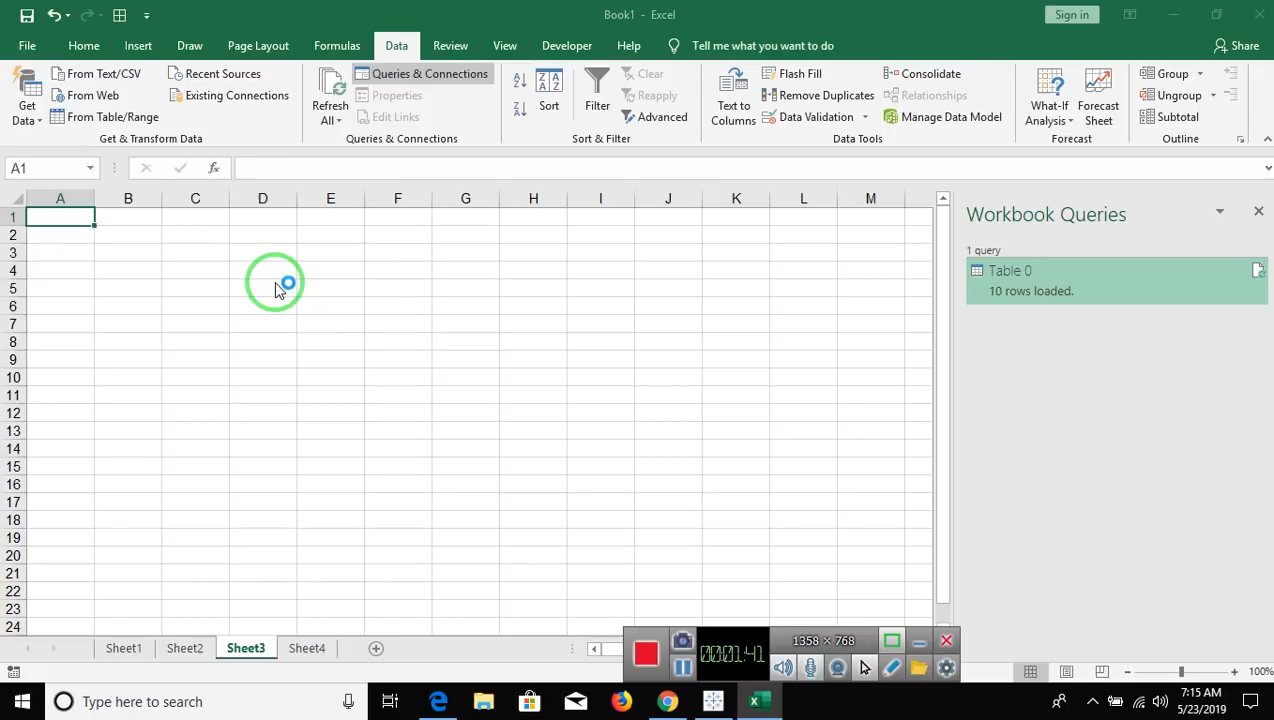 Book1 - Excel
Sign in
File Home Insert Draw Page Layout Formulas Data Review View Developer Help Tell me what you want to do Share
Get Data
From Text/CSV
From Web
From Table/Range
Recent Sources
Existing Connections
Get & Transform Data
Refresh All
Queries & Connections
Properties
Edit Links
Queries & Connections
Sort
Filter
Clear
Reapply
Advanced
Sort & Filter
Text to Columns
Flash Fill
Remove Duplicates
Data Validation
Consolidate
Relationships
Manage Data Model
Data Tools
What-If Analysis
Forecast Sheet
Forecast
Group
Ungroup
Subtotal
Outline
A1
fx
A B C D E F G H I J K L M
1
2
3
4
5
6
7
8
9
10
11
12
13
14
15
16
17
18
19
20
21
22
23
24
Workbook Queries
1 query
Table 0
10 rows loaded.
Sheet1 Sheet2 Sheet3 Sheet4
00:01:41
1358 × 768
100%
Type here to search
7:15 AM
5/23/2019